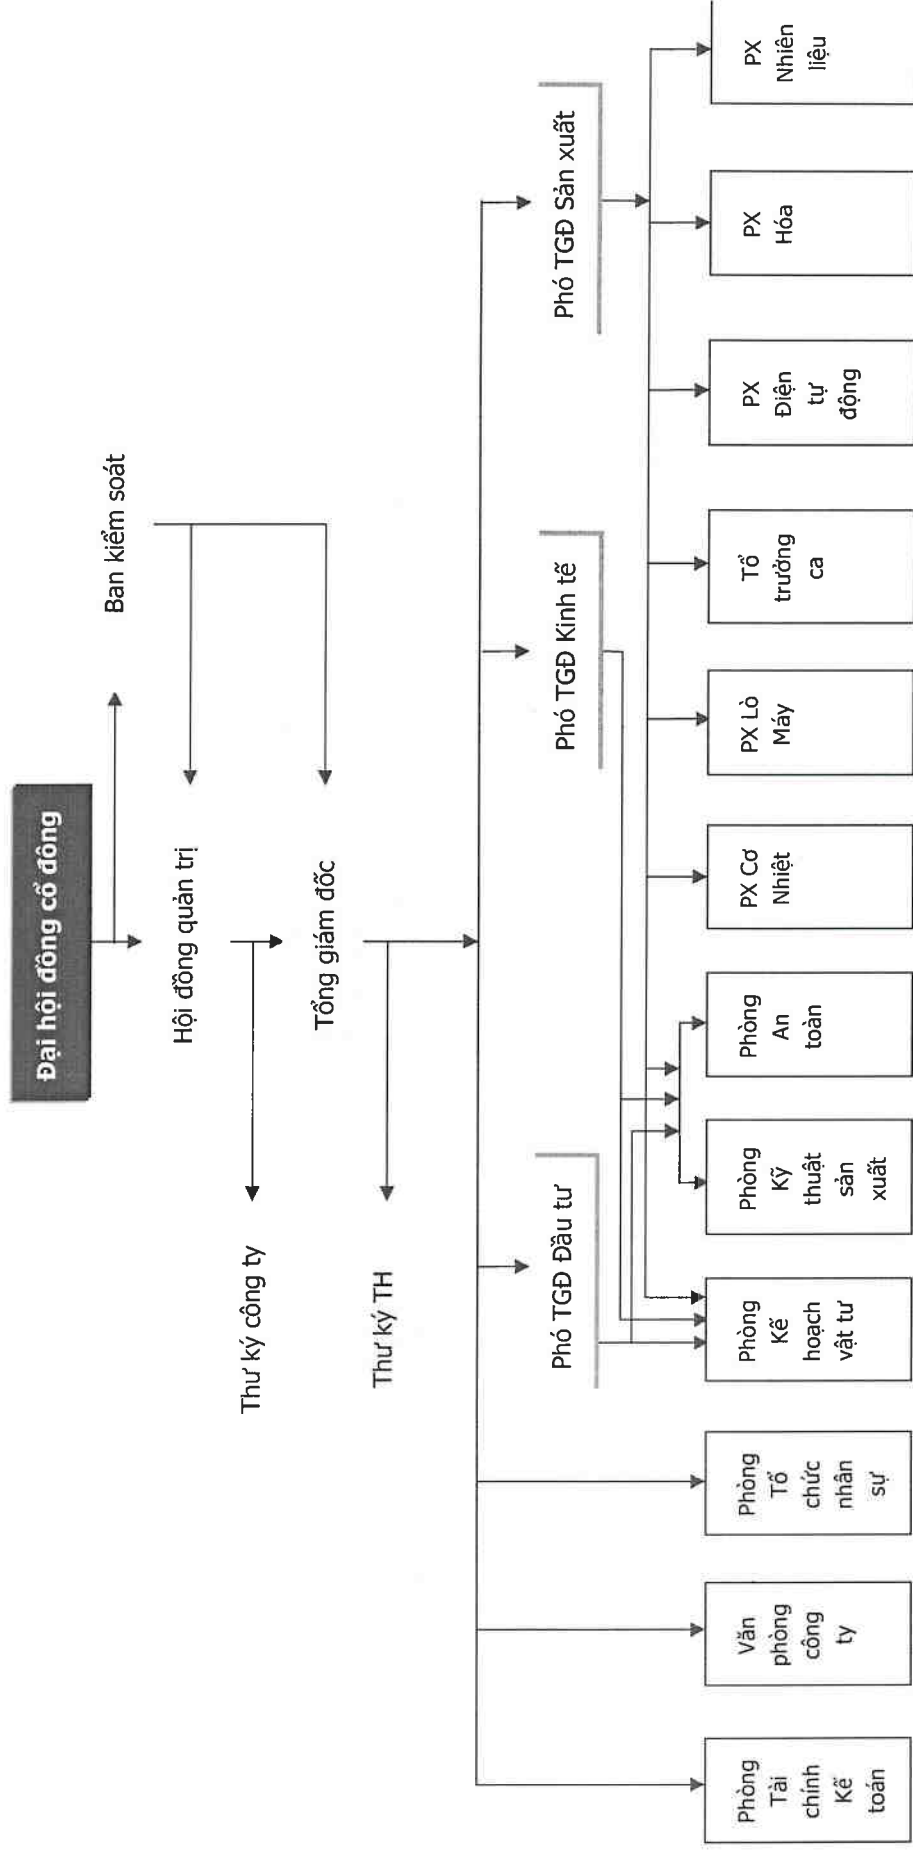 Đại hội đồng cổ đông
Ban kiểm soát
Hội đồng quản trị
Thư ký công ty
Tổng giám đốc
Thư ký TH
Phó TGĐ Đầu tư
Phó TGĐ Kinh tế
Phó TGĐ Sản xuất
Phòng
Tài
chính
Kế
toán
Văn
phòng
công
ty
Phòng
Tổ
chức
nhân
sự
Phòng
Kế
hoạch
vật tư
Phòng
Kỹ
thuật
sản
xuất
Phòng
An
toàn
PX Cơ
Nhiệt
PX Lò
Máy
Tổ
trưởng
ca
PX
Điện
tự
động
PX
Hóa
PX
Nhiên
liệu